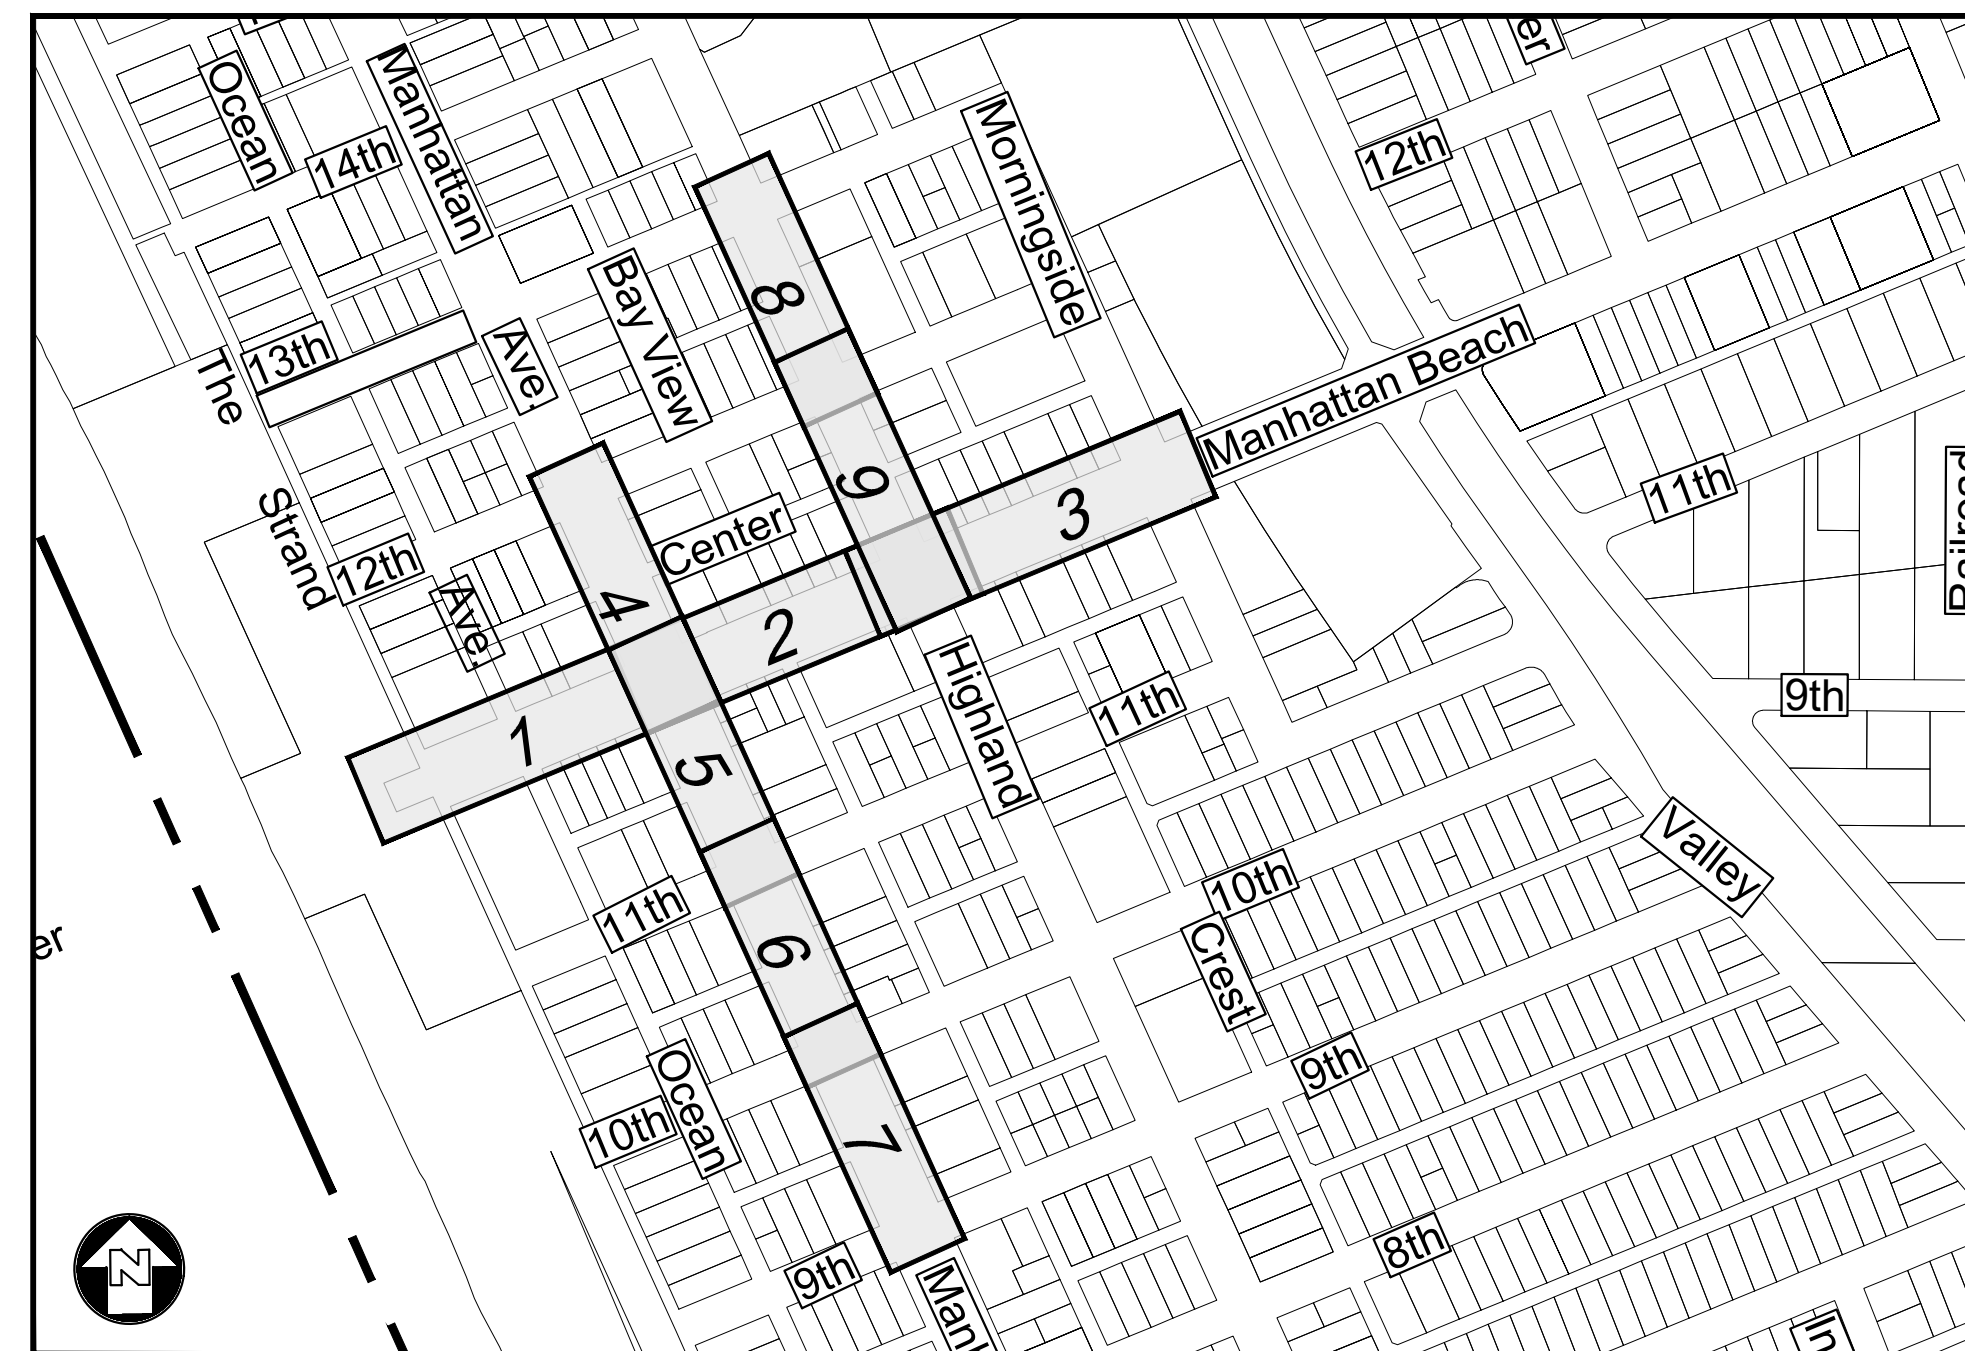 Ocean
Manhattan
14th
er
12th
Morningside
Bay View
8
13th
The
Ave.
Manhattan Beach
11th
Strand
12th
Center
9
3
4
Ave.
2
1
5
Highland
11th
9th
Valley
10th
11th
er
6
Crest
9th
Ocean
10th
7
8th
9th
N